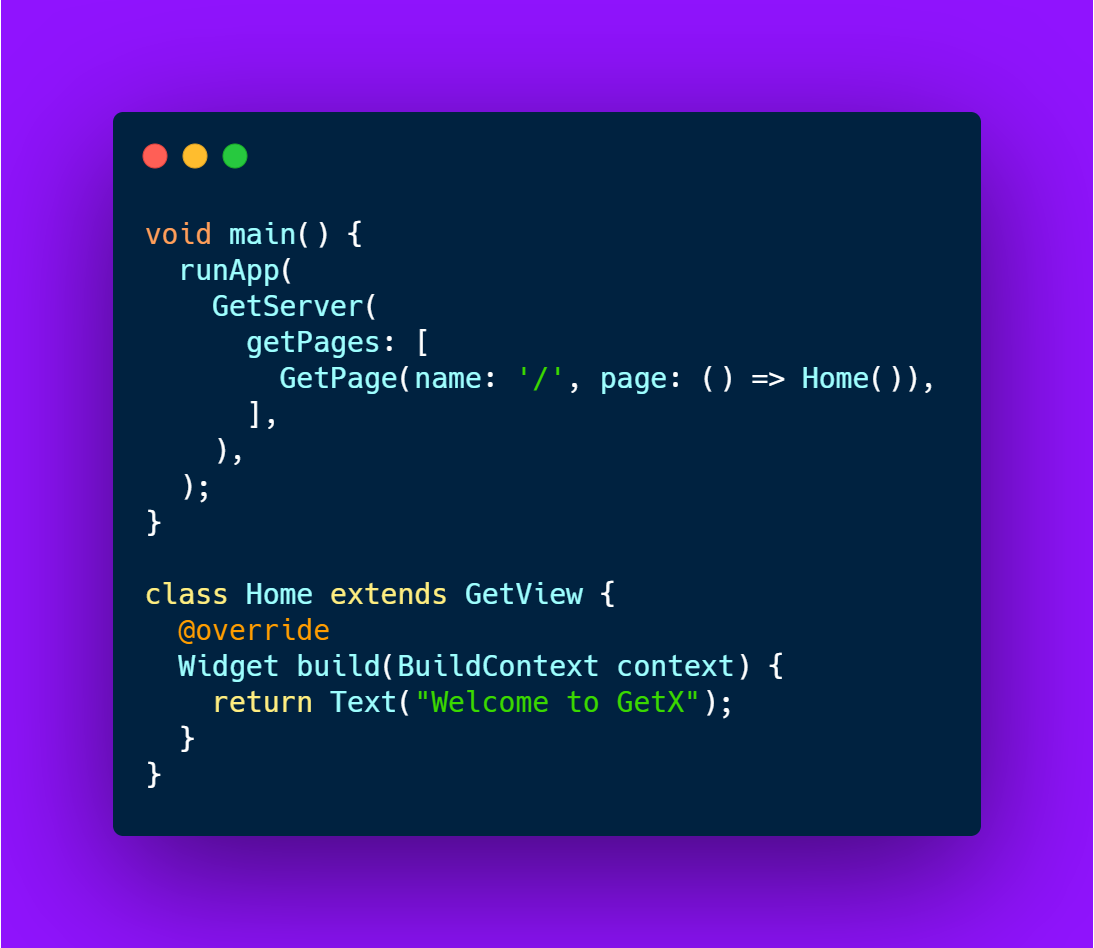 void main() {
  runApp(
    GetServer(
      getPages: [
        GetPage(name: '/', page: () => Home()),
      ],
    ),
  );
}

class Home extends GetView {
  @override
  Widget build(BuildContext context) {
    return Text("Welcome to GetX");
  }
}